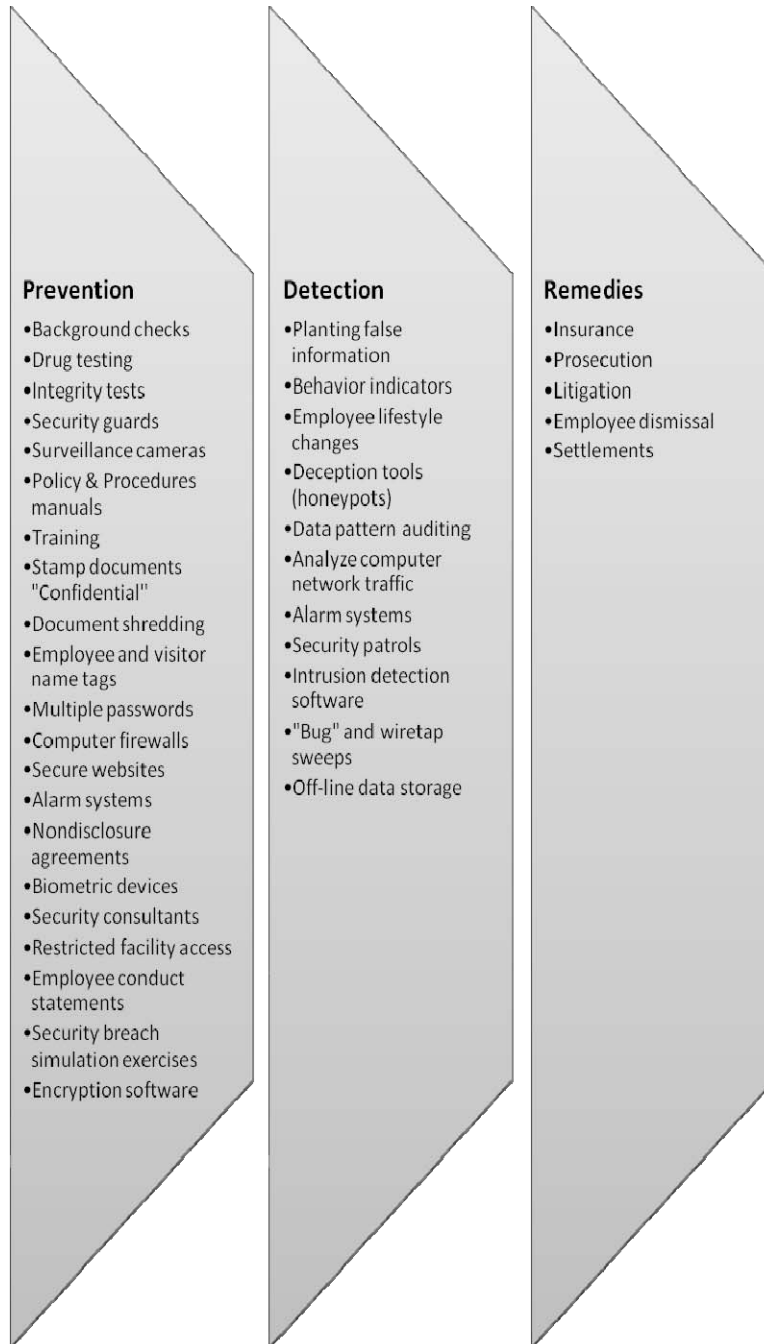 Prevention
•Background checks
•Drug testing
•Integrity tests
•Security guards
•Surveillance cameras
•Policy & Procedures
manuals
•Training
•Stamp documents
"Confidential"
•Document shredding
•Employee and visitor
name tags
•Multiple passwords
•Computer firewalls
•Secure websites
•Alarm systems
•Nondisclosure
agreements
•Biometric devices
•Security consultants
•Restricted facility access
•Employee conduct
statements
•Security breach
simulation exercises
•Encryption software
Detection
•Planting false
information
•Behavior indicators
•Employee lifestyle
changes
•Deception tools
(honeypots)
•Data pattern auditing
•Analyze computer
network traffic
•Alarm systems
•Security patrols
•Intrusion detection
software
•"Bug" and wiretap
sweeps
•Off-line data storage
Remedies
•Insurance
•Prosecution
•Litigation
•Employee dismissal
•Settlements